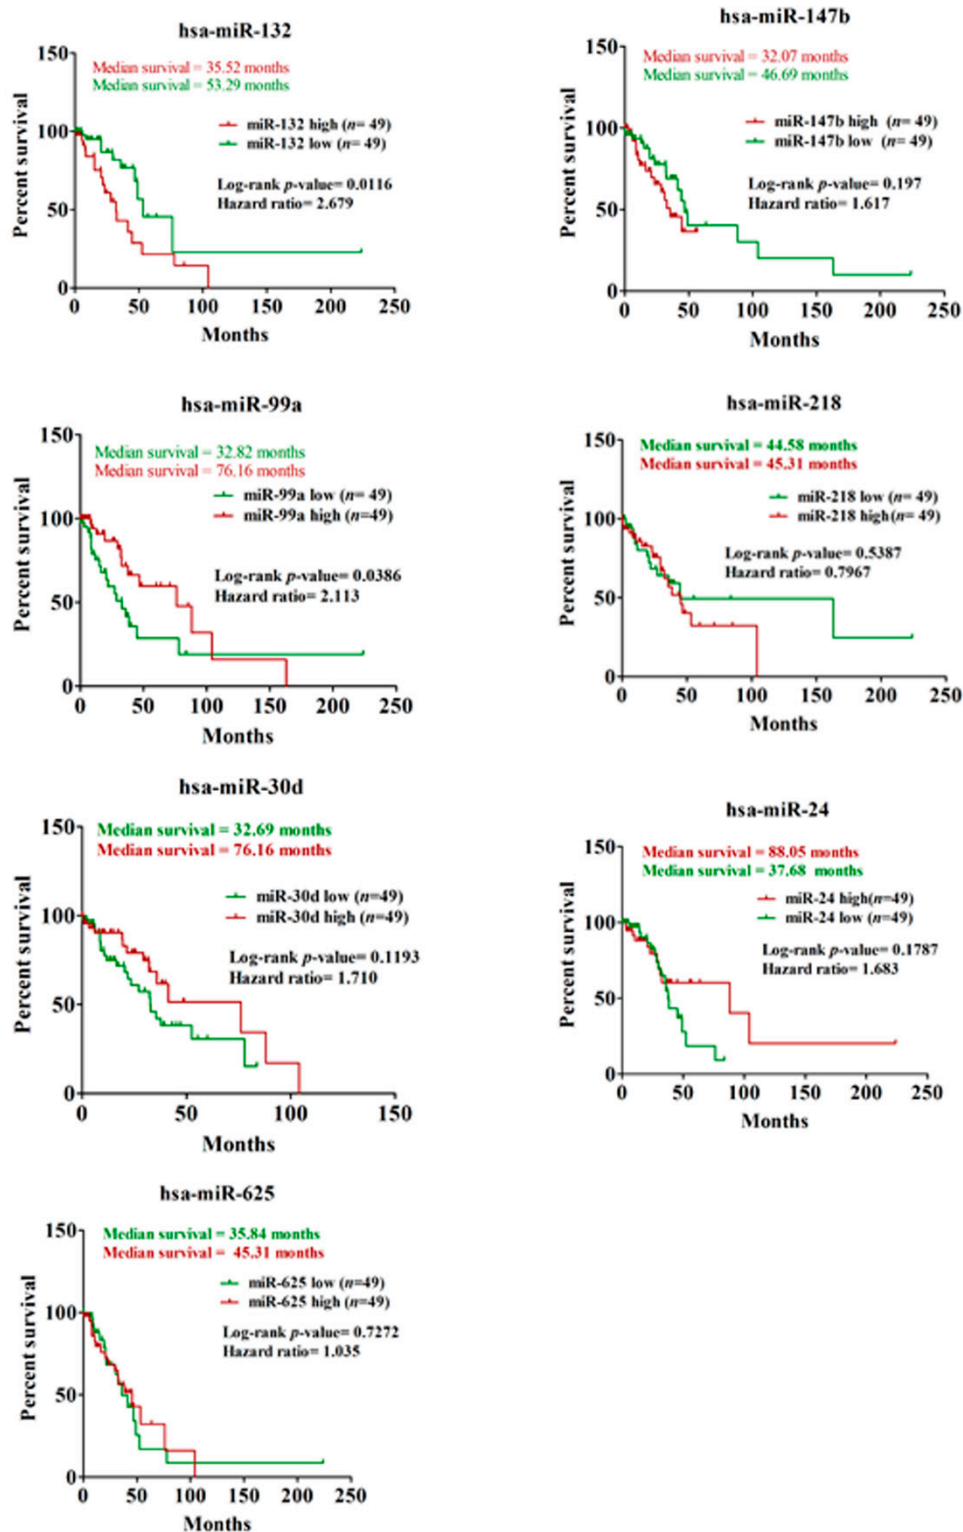 hsa-miR-132
150
Median survival = 35.52 months
Median survival = 53.29 months
miR-132 high (n= 49)
miR-132 low (n= 49)
100
Log-rank p-value= 0.0116
Hazard ratio= 2.679
50
0
Percent survival
0 50 100 150 200 250
Months
hsa-miR-147b
150
Median survival = 32.07 months
Median survival = 46.69 months
miR-147b high (n= 49)
miR-147b low (n= 49)
100
Log-rank p-value= 0.197
Hazard ratio= 1.617
50
0
Percent survival
0 50 100 150 200 250
Months
hsa-miR-99a
150
Median survival = 32.82 months
Median survival = 76.16 months
miR-99a low (n= 49)
miR-99a high (n=49)
100
Log-rank p-value= 0.0386
Hazard ratio= 2.113
50
0
Percent survival
0 50 100 150 200 250
Months
hsa-miR-218
150
Median survival = 44.58 months
Median survival = 45.31 months
miR-218 low (n= 49)
miR-218 high(n= 49)
100
Log-rank p-value= 0.5387
Hazard ratio= 0.7967
50
0
Percent survival
0 50 100 150 200 250
Months
hsa-miR-30d
150
Median survival = 32.69 months
Median survival = 76.16 months
miR-30d low (n=49)
miR-30d high (n=49)
100
Log-rank p-value= 0.1193
Hazard ratio= 1.710
50
0
Percent survival
0 50 100 150
Months
hsa-miR-24
150
Median survival = 88.05 months
Median survival = 37.68 months
miR-24 high(n=49)
miR-24 low (n=49)
100
Log-rank p-value= 0.1787
Hazard ratio= 1.683
50
0
Percent survival
0 50 100 150 200 250
Months
hsa-miR-625
150
Median survival = 35.84 months
Median survival = 45.31 months
miR-625 low (n=49)
miR-625 high (n=49)
100
Log-rank p-value= 0.7272
Hazard ratio= 1.035
50
0
Percent survival
0 50 100 150 200 250
Months